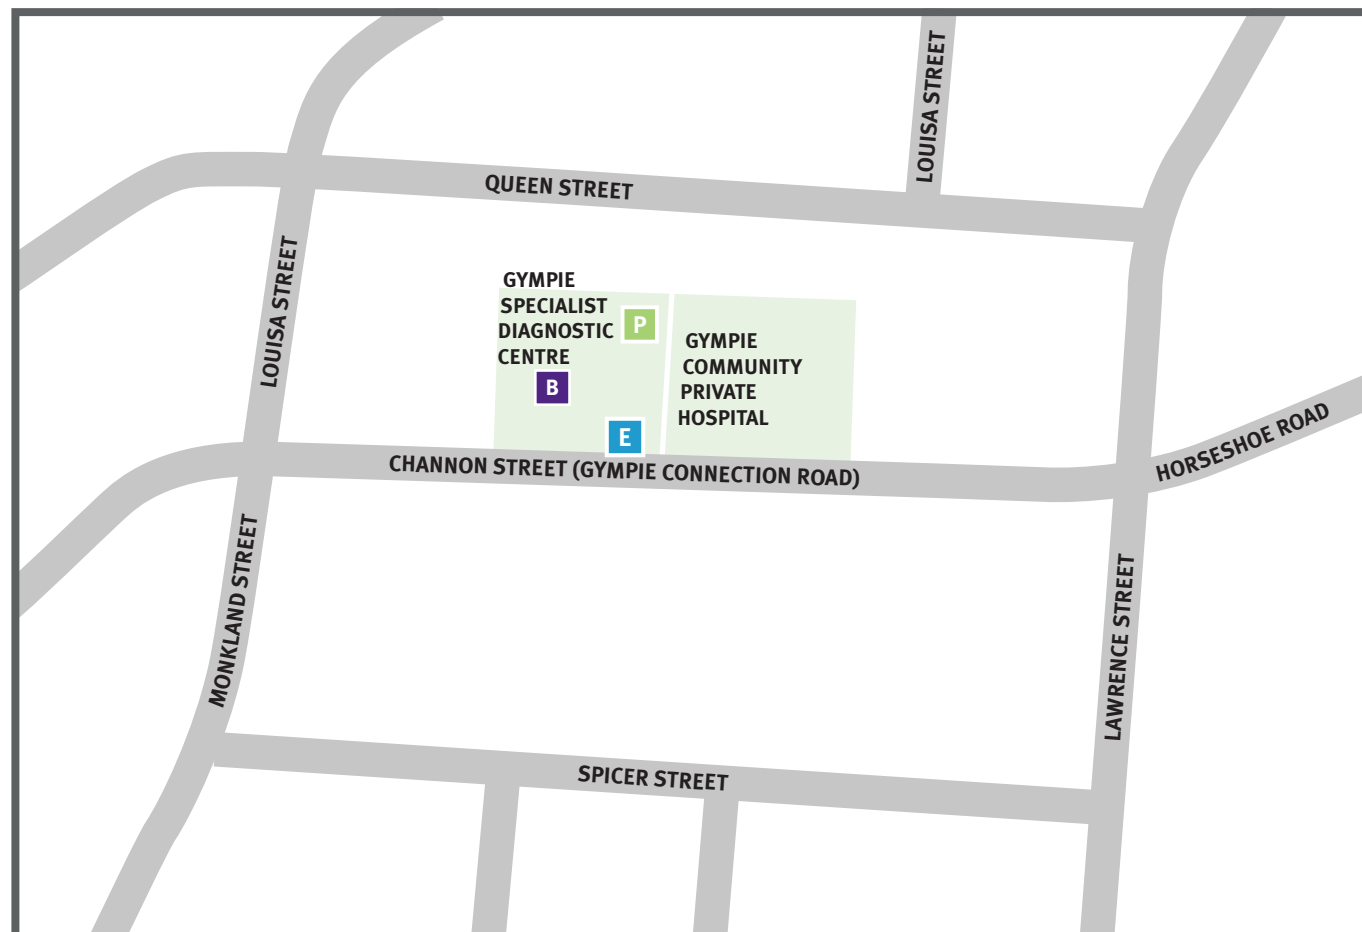 LOUISA STREET
QUEEN STREET
LOUISA STREET
GYMPIE
SPECIALIST
DIAGNOSTIC
CENTRE
P
B
E
GYMPIE
COMMUNITY
PRIVATE
HOSPITAL
CHANNON STREET (GYMPIE CONNECTION ROAD)
HORSESHOE ROAD
MONKLAND STREET
LAWRENCE STREET
SPICER STREET